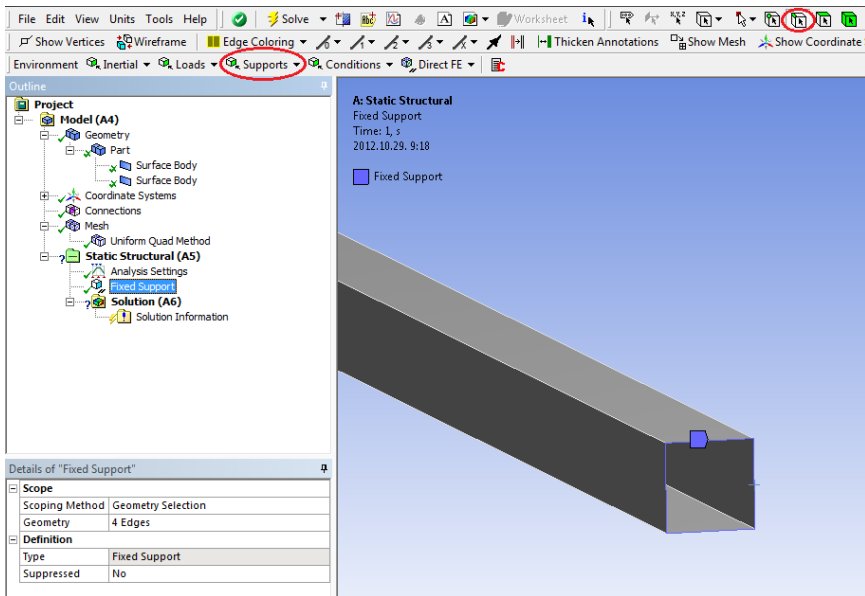 File Edit View Units Tools Help Solve Worksheet
Show Vertices Wireframe Edge Coloring Thicken Annotations Show Mesh Show Coordinate
Environment Inertial Loads Supports Conditions Direct FE
Outline
Project
Model (A4)
Geometry
Part
Surface Body
Surface Body
Coordinate Systems
Connections
Mesh
Uniform Quad Method
Static Structural (A5)
Analysis Settings
Fixed Support
Solution (A6)
Solution Information
A: Static Structural
Fixed Support
Time: 1, s
2012.10.29. 9:18
Fixed Support
Details of "Fixed Support"
Scope
Scoping Method Geometry Selection
Geometry 4 Edges
Definition
Type Fixed Support
Suppressed No